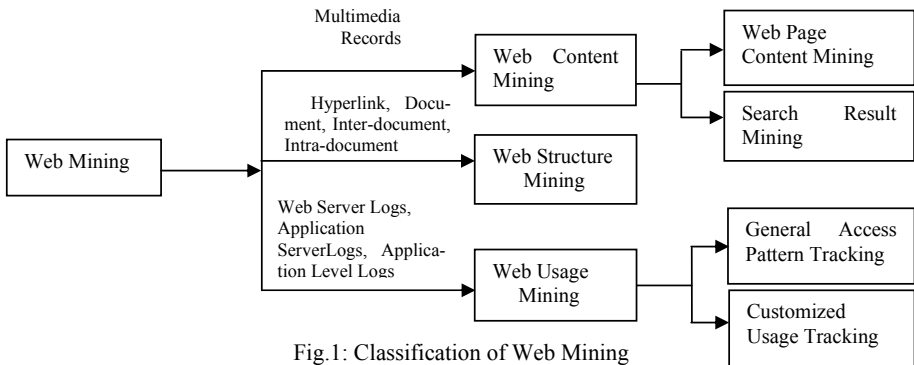 Multimedia
Records
Web Content
Mining
Web Page
Content Mining
Search Result
Mining
Hyperlink, Docu-
ment, Inter-document,
Intra-document
Web Mining
Web Structure
Mining
Web Server Logs,
Application
ServerLogs, Applica-
tion Level Logs
Web Usage
Mining
General Access
Pattern Tracking
Customized
Usage Tracking
Fig.1: Classification of Web Mining